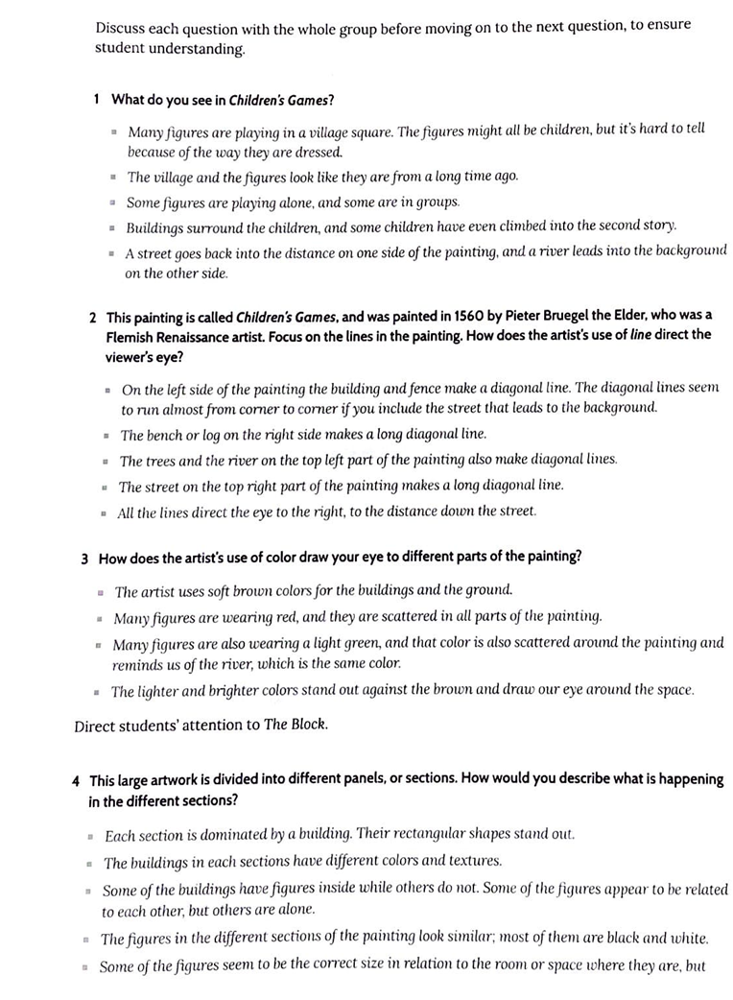 Discuss each question with the whole group before moving on to the next question, to ensure
student understanding.
1 What do you see in Children's Games?
▪ Many figures are playing in a village square. The figures might all be children, but it's hard to tell
because of the way they are dressed.
▪ The village and the figures look like they are from a long time ago.
▪ Some figures are playing alone, and some are in groups.
▪ Buildings surround the children, and some children have even climbed into the second story.
▪ A street goes back into the distance on one side of the painting, and a river leads into the background
on the other side.
2 This painting is called Children's Games, and was painted in 1560 by Pieter Bruegel the Elder, who was a
Flemish Renaissance artist. Focus on the lines in the painting. How does the artist's use of line direct the
viewer's eye?
▪ On the left side of the painting the building and fence make a diagonal line. The diagonal lines seem
to run almost from corner to corner if you include the street that leads to the background.
▪ The bench or log on the right side makes a long diagonal line.
▪ The trees and the river on the top left part of the painting also make diagonal lines.
▪ The street on the top right part of the painting makes a long diagonal line.
▪ All the lines direct the eye to the right, to the distance down the street.
3 How does the artist's use of color draw your eye to different parts of the painting?
▪ The artist uses soft brown colors for the buildings and the ground.
▪ Many figures are wearing red, and they are scattered in all parts of the painting.
▪ Many figures are also wearing a light green, and that color is also scattered around the painting and
reminds us of the river, which is the same color.
▪ The lighter and brighter colors stand out against the brown and draw our eye around the space.
Direct students' attention to The Block.
4 This large artwork is divided into different panels, or sections. How would you describe what is happening
in the different sections?
▪ Each section is dominated by a building. Their rectangular shapes stand out.
▪ The buildings in each sections have different colors and textures.
▪ Some of the buildings have figures inside while others do not. Some of the figures appear to be related
to each other, but others are alone.
▪ The figures in the different sections of the painting look similar; most of them are black and white.
▪ Some of the figures seem to be the correct size in relation to the room or space where they are, but